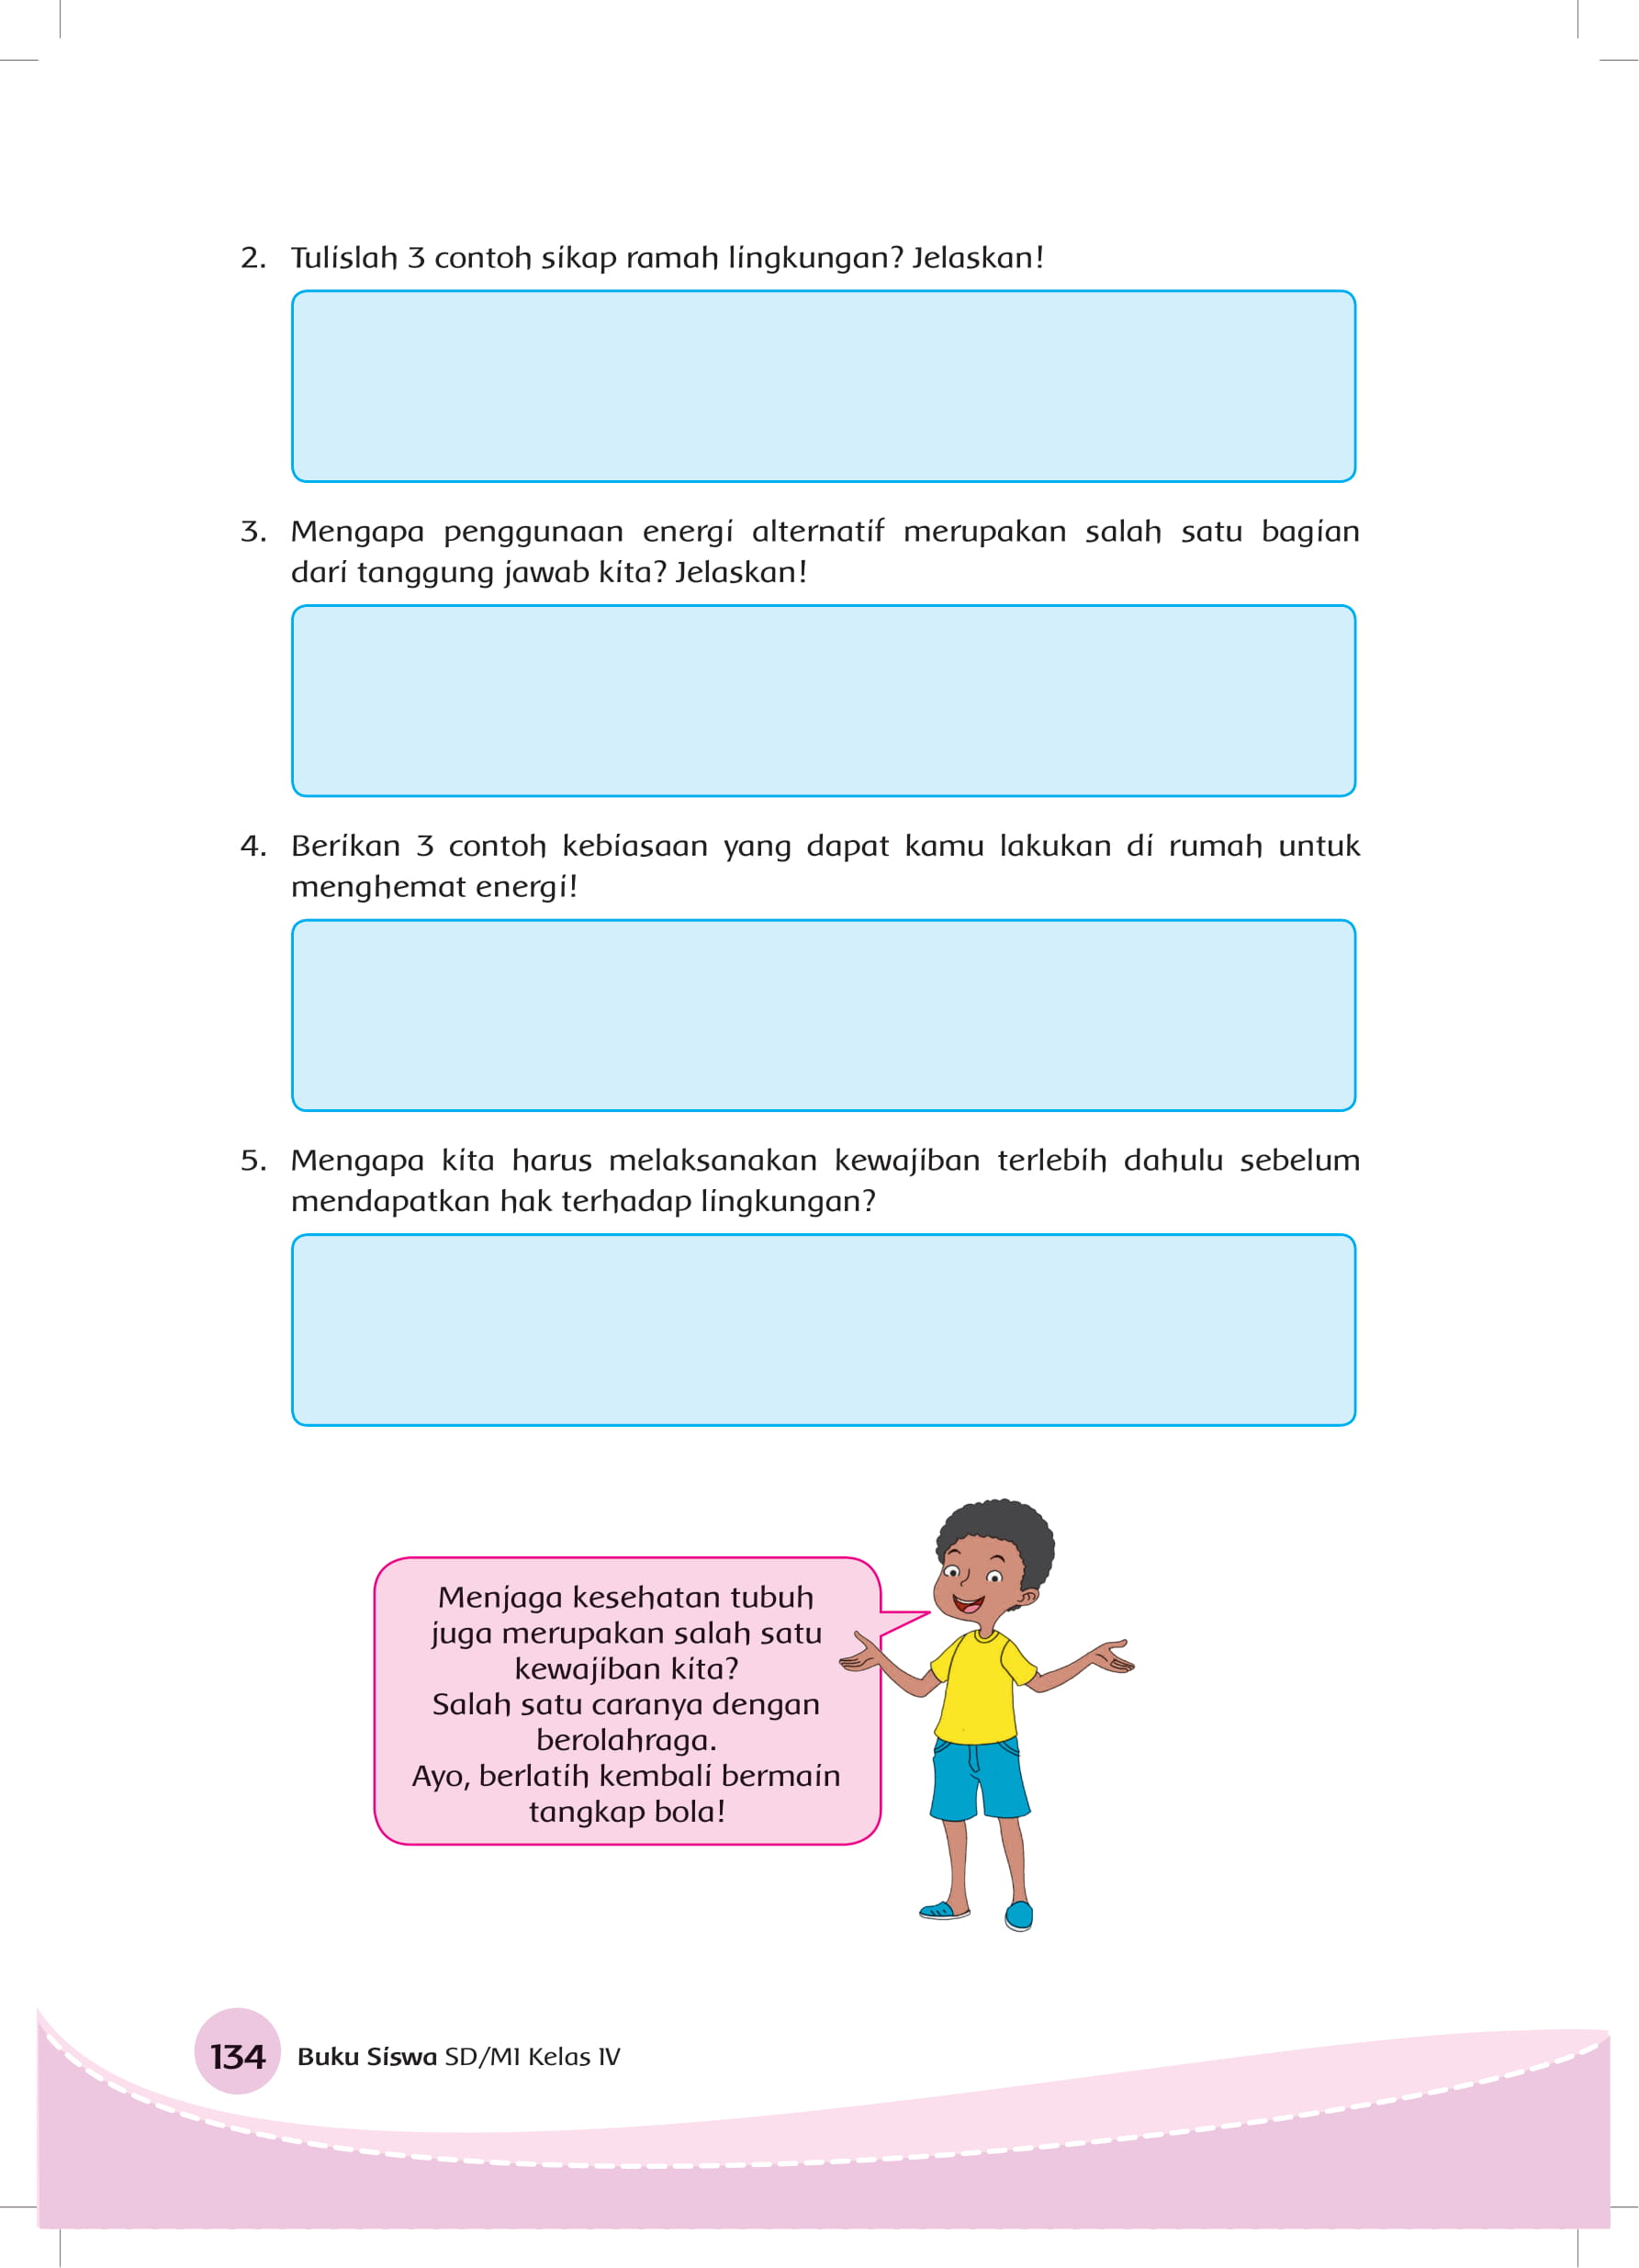 2. Tulislah 3 contoh sikap ramah lingkungan? Jelaskan!
3. Mengapa penggunaan energi alternatif merupakan salah satu bagian
dari tanggung jawab kita? Jelaskan!
4. Berikan 3 contoh kebiasaan yang dapat kamu lakukan di rumah untuk
menghemat energi!
5. Mengapa kita harus melaksanakan kewajiban terlebih dahulu sebelum
mendapatkan hak terhadap lingkungan?
Menjaga kesehatan tubuh
juga merupakan salah satu
kewajiban kita?
Salah satu caranya dengan
berolahraga.
Ayo, berlatih kembali bermain
tangkap bola!
134 Buku Siswa SD/MI Kelas IV